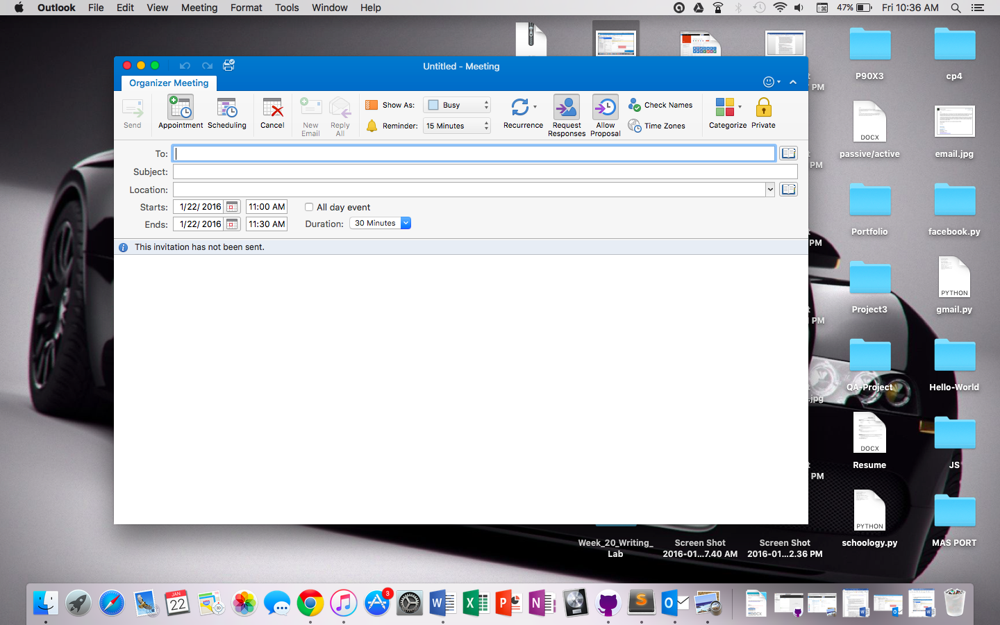 Outlook File Edit View Meeting Format Tools Window Help 47% Fri 10:36 AM
Untitled - Meeting
Organizer Meeting
Send
Appointment
Scheduling
Cancel
New
Email
Reply
All
Show As: Busy
Reminder: 15 Minutes
Recurrence
Request
Responses
Allow
Proposal
Check Names
Time Zones
Categorize
Private
To:
Subject:
Location:
Starts: 1/22/ 2016 11:00 AM All day event
Ends: 1/22/ 2016 11:30 AM Duration: 30 Minutes
This invitation has not been sent.
P90X3
cp4
PM
DOCX
passive/active
email.jpg
PM
Portfolio
facebook.py
PM
Project3
PYTHON
gmail.py
PM
QA-Project
Hello-World
.jpg
DOCX
Resume
JS
PM
PYTHON
schoology.py
MAS PORT
Week_20_Writing_
Lab
Screen Shot
2016-01...7.40 AM
Screen Shot
2016-01...2.36 PM
JAN
22
3
DOCX